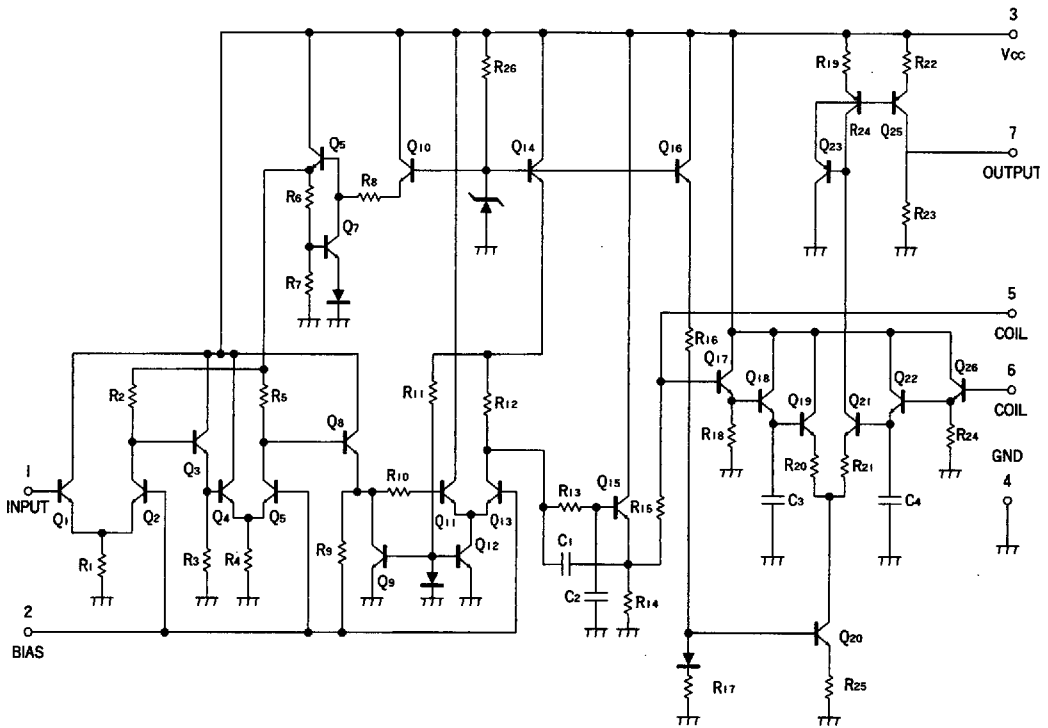 3
Vcc
R19
R22
R26
R24
Q25
7
OUTPUT
Q5
Q10
Q14
Q16
Q23
R6
R8
Q7
R23
R7
5
COIL
R16
Q17
R2
R5
R11
R12
Q18
Q22
Q26
6
COIL
Q8
Q19
Q21
R18
R24
GND
4
1
INPUT
Q3
R10
R13
Q15
R15
R20
R21
Q1
Q2
Q4
Q5
Q11
Q13
C3
C4
R1
R3
R4
R9
Q9
Q12
C1
C2
R14
2
BIAS
Q20
R17
R25